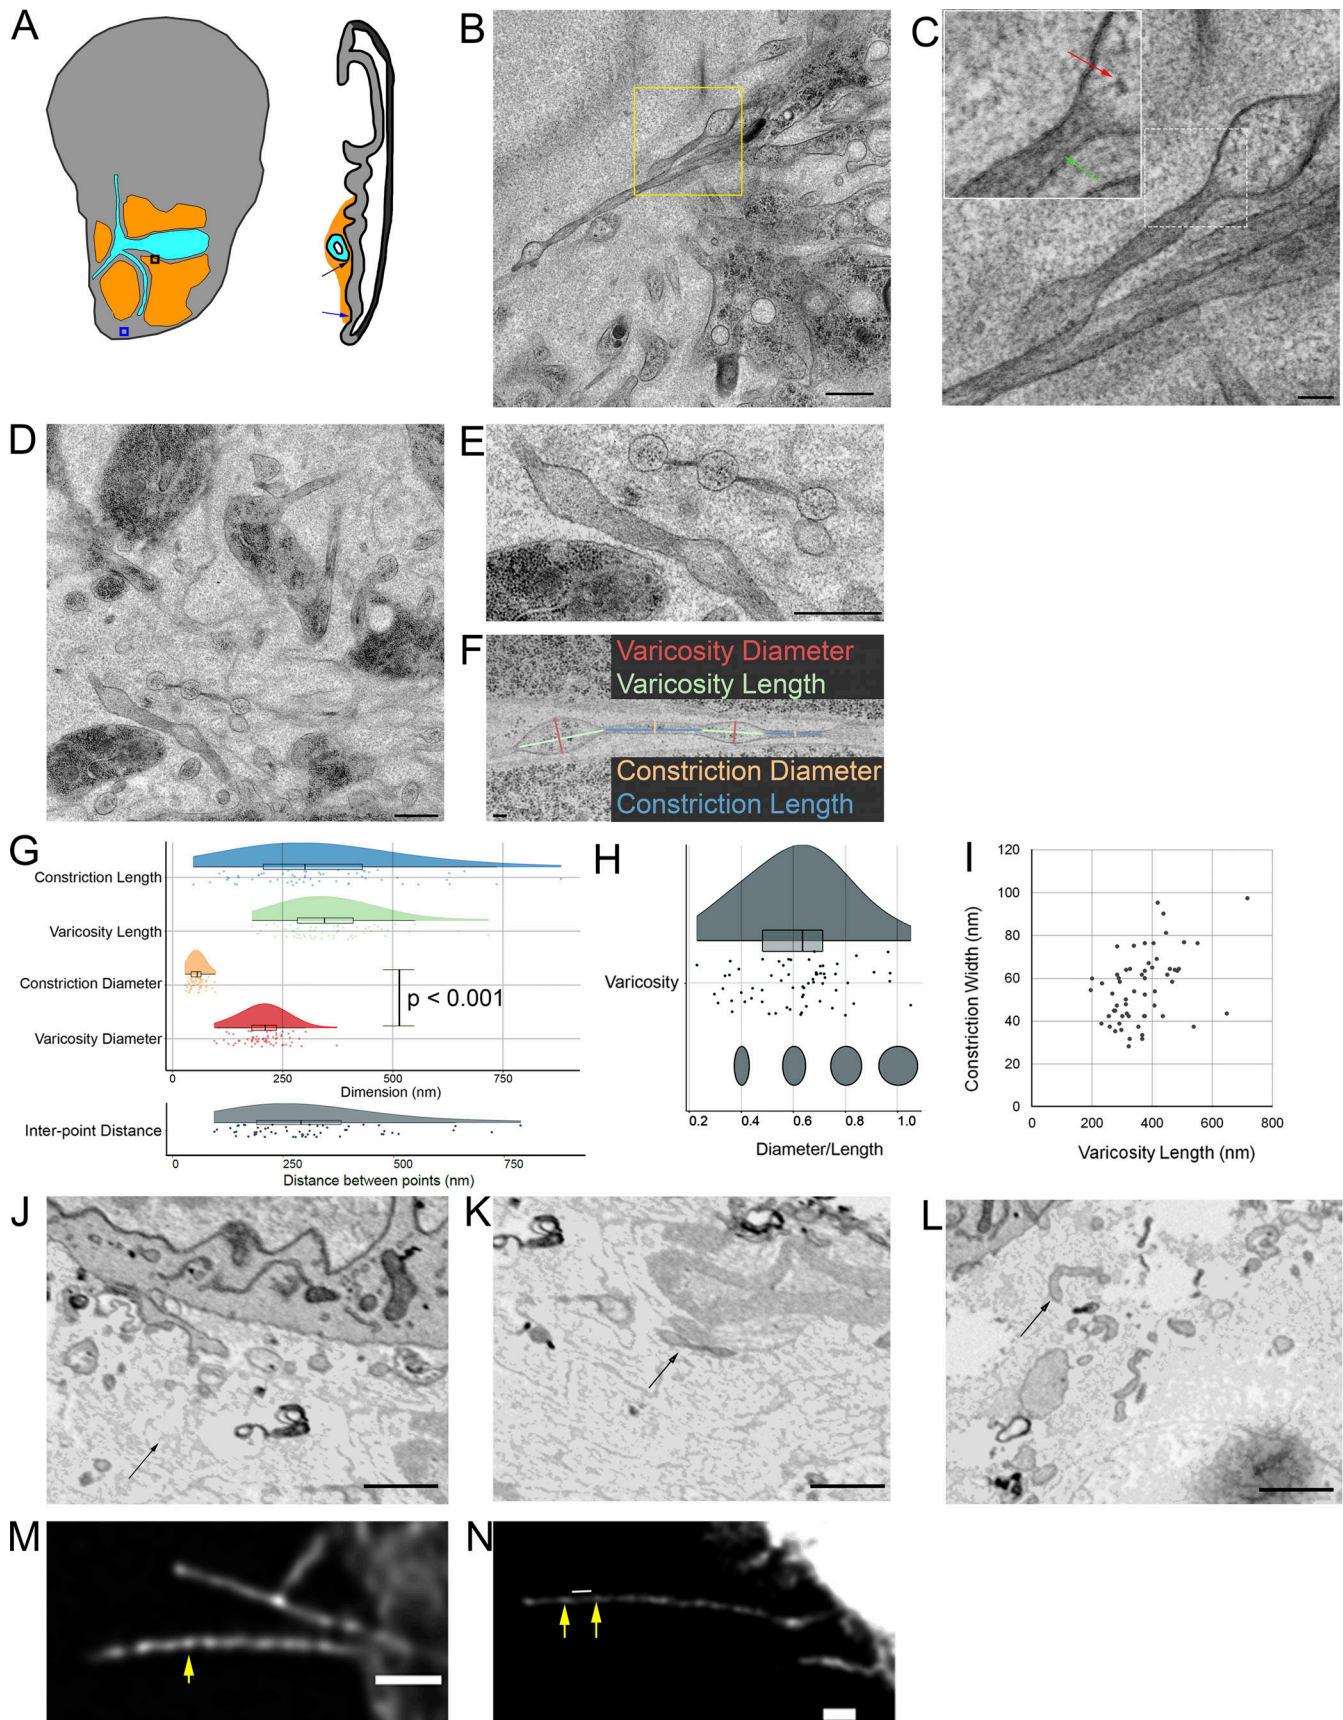 A
B
C
D
E
F
Varicosity Diameter
Varicosity Length
Constriction Diameter
Constriction Length
G
Constriction Length
Varicosity Length
Constriction Diameter
Varicosity Diameter
p < 0.001
0 250 500 750
Dimension (nm)
Inter-point Distance
0 250 500 750
Distance between points (nm)
H
Varicosity
0.2 0.4 0.6 0.8 1.0
Diameter/Length
I
Constriction Width (nm)
120
100
80
60
40
20
0
0 200 400 600 800
Varicosity Length (nm)
J
K
L
M
N